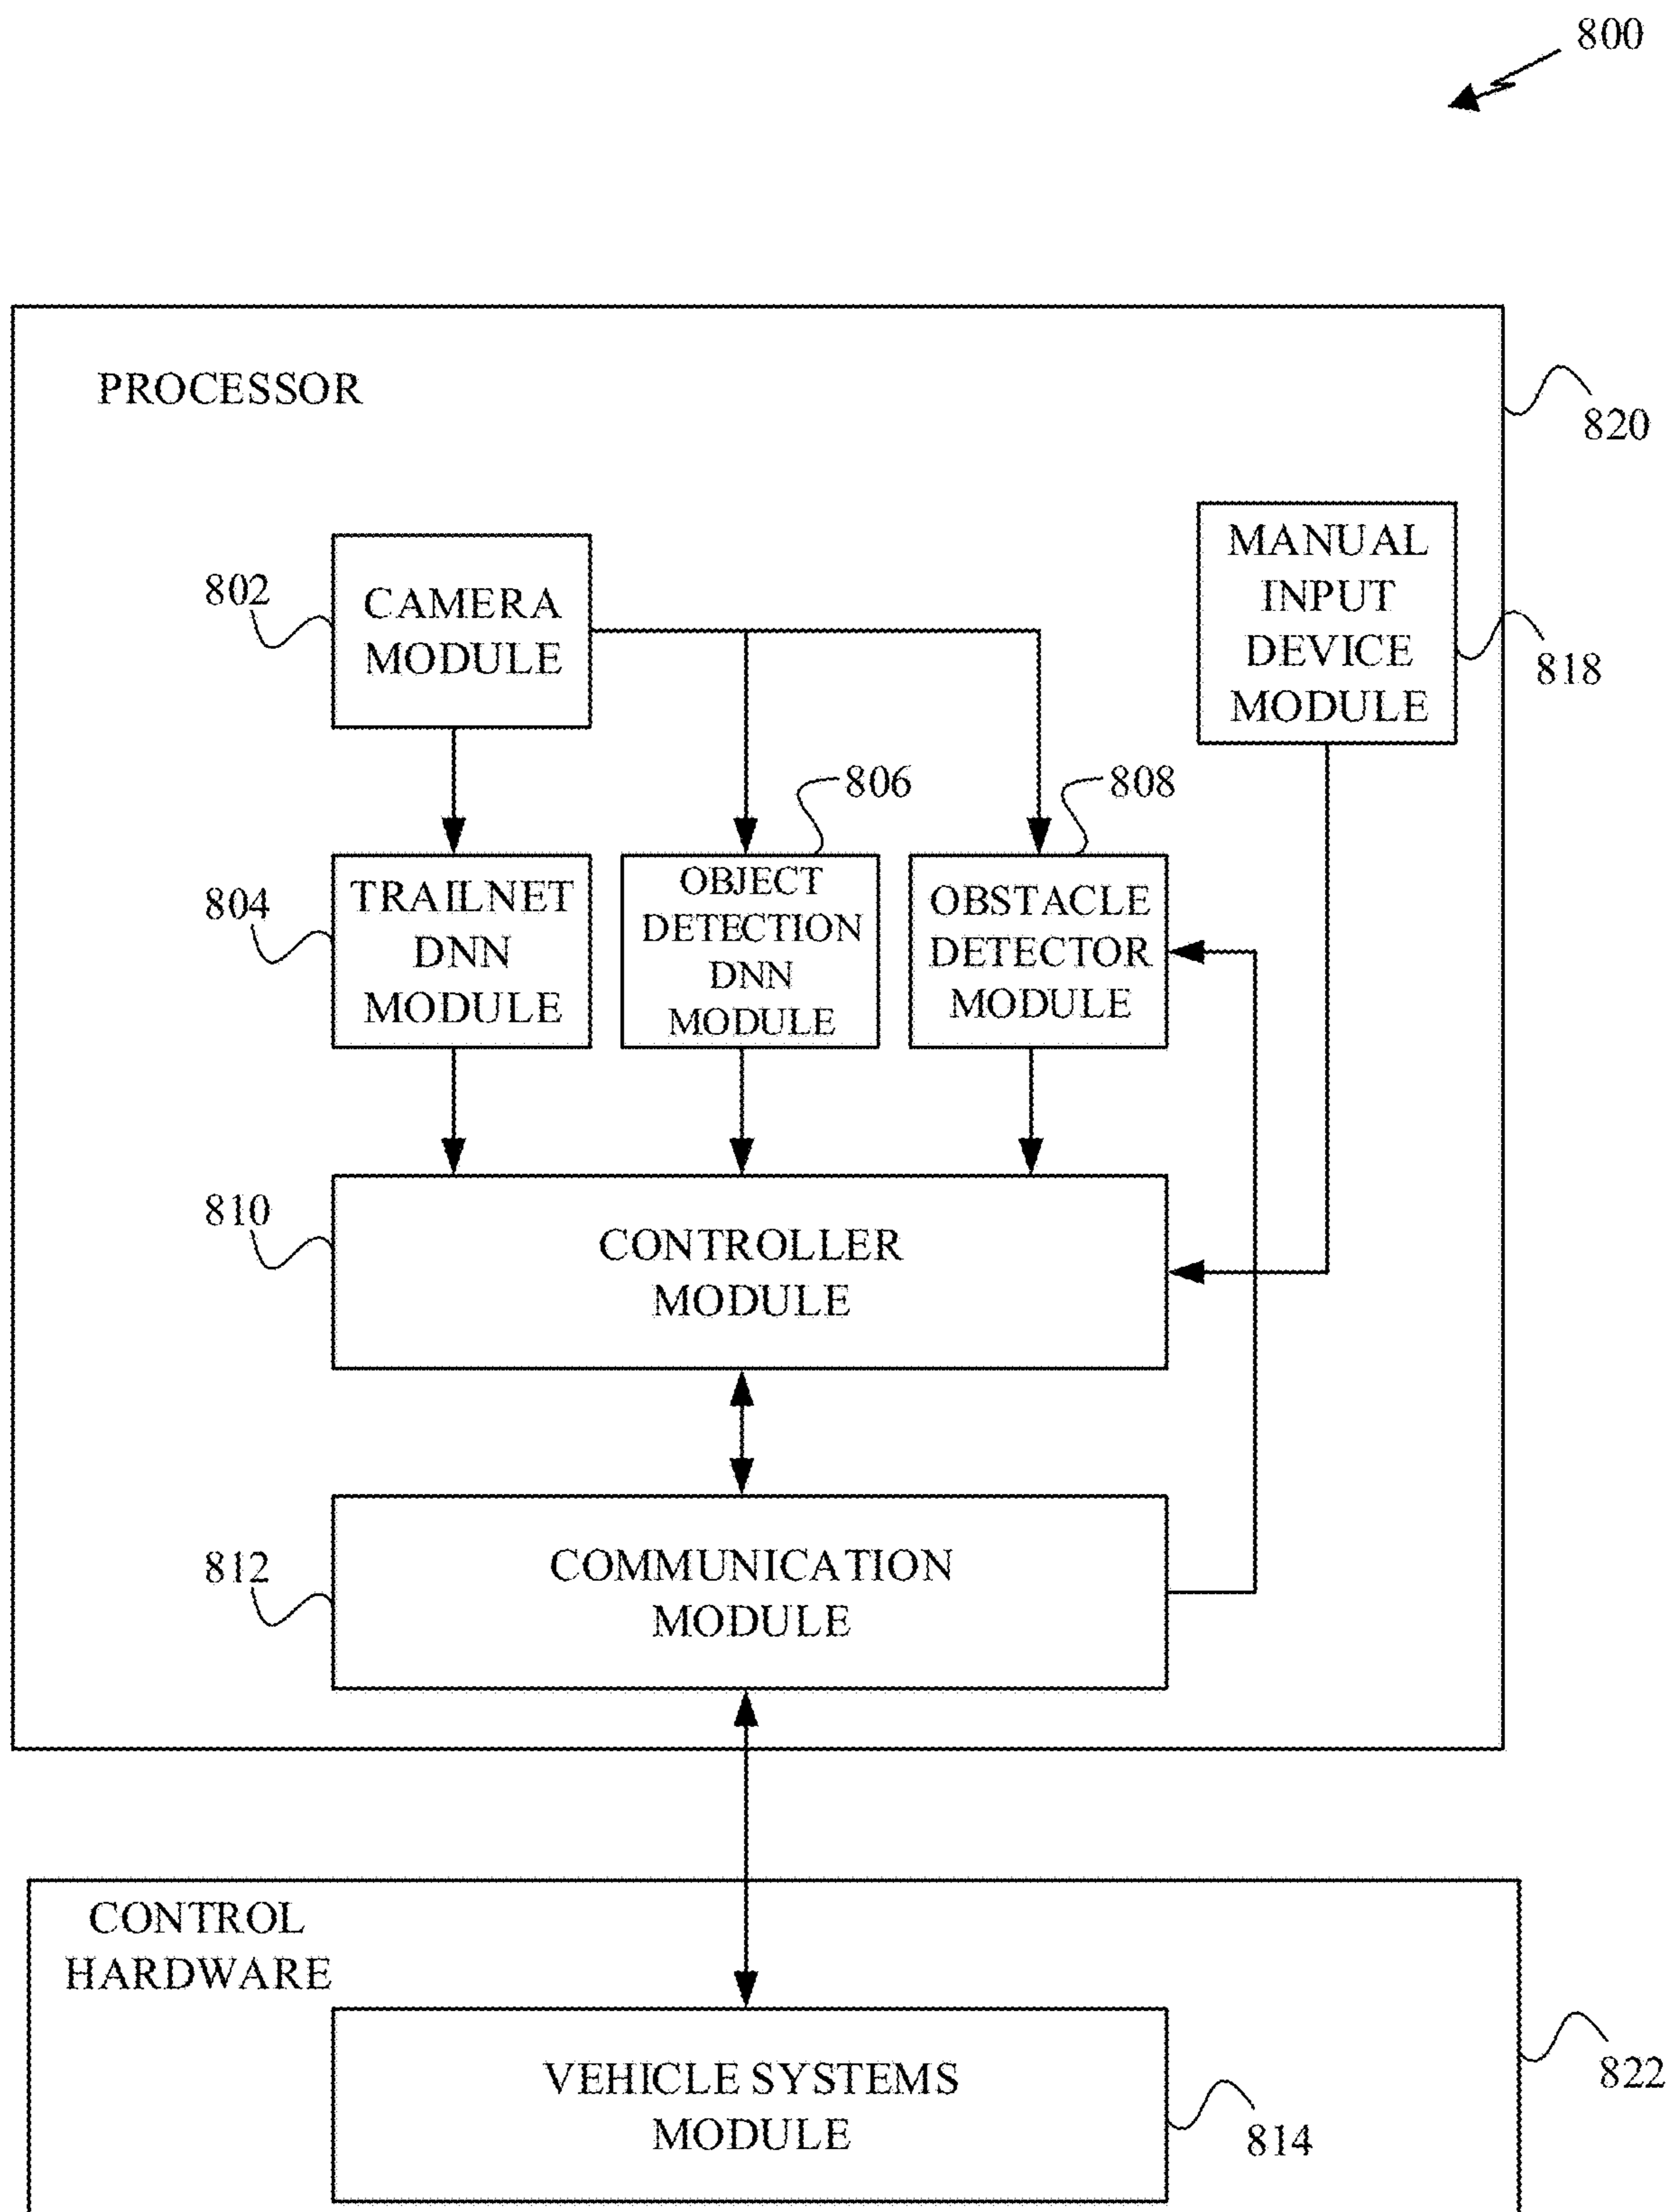 800
PROCESSOR
820
MANUAL
INPUT
DEVICE
MODULE
818
802
CAMERA
MODULE
806
808
804
TRAILNET
DNN
MODULE
OBJECT
DETECTION
DNN
MODULE
OBSTACLE
DETECTOR
MODULE
810
CONTROLLER
MODULE
812
COMMUNICATION
MODULE
CONTROL
HARDWARE
822
VEHICLE SYSTEMS
MODULE
814